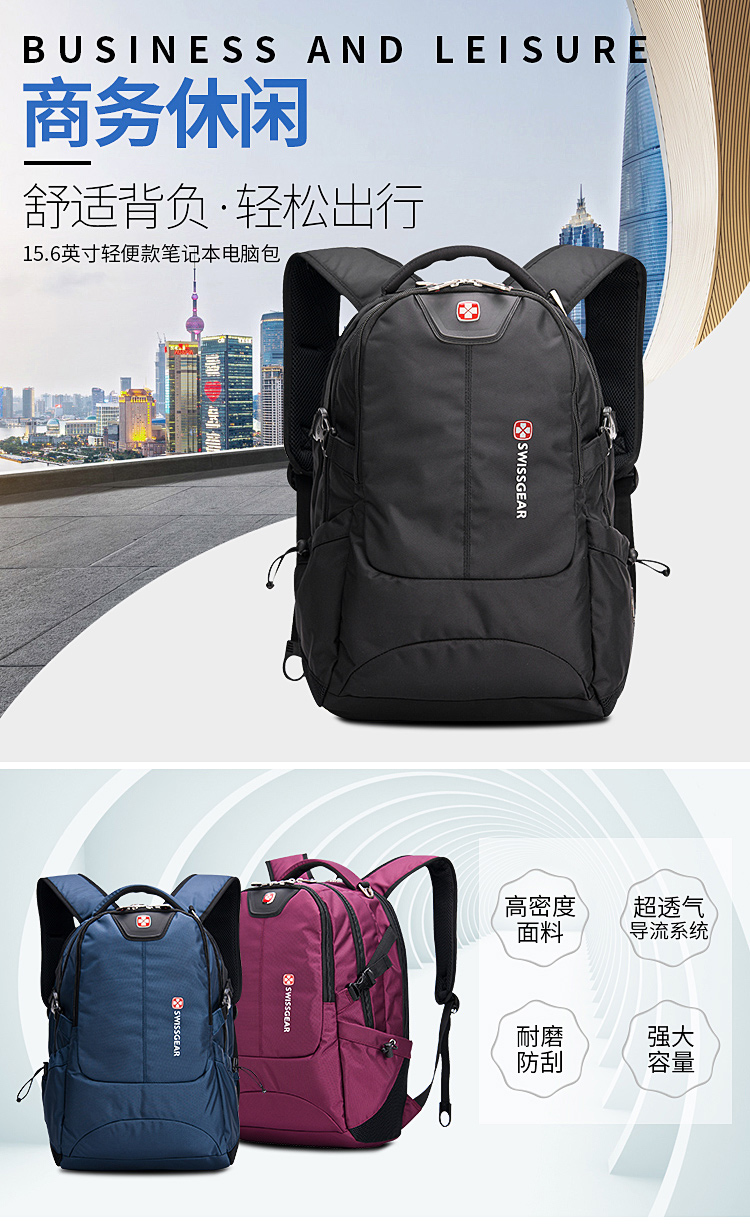 BUSINESS AND LEISURE
商务休闲
舒适背负·轻松出行
15.6英寸轻便款笔记本电脑包
SWISSGEAR
SWISSGEAR
SWISSGEAR
高密度
面料
超透气
导流系统
耐磨
防刮
强大
容量